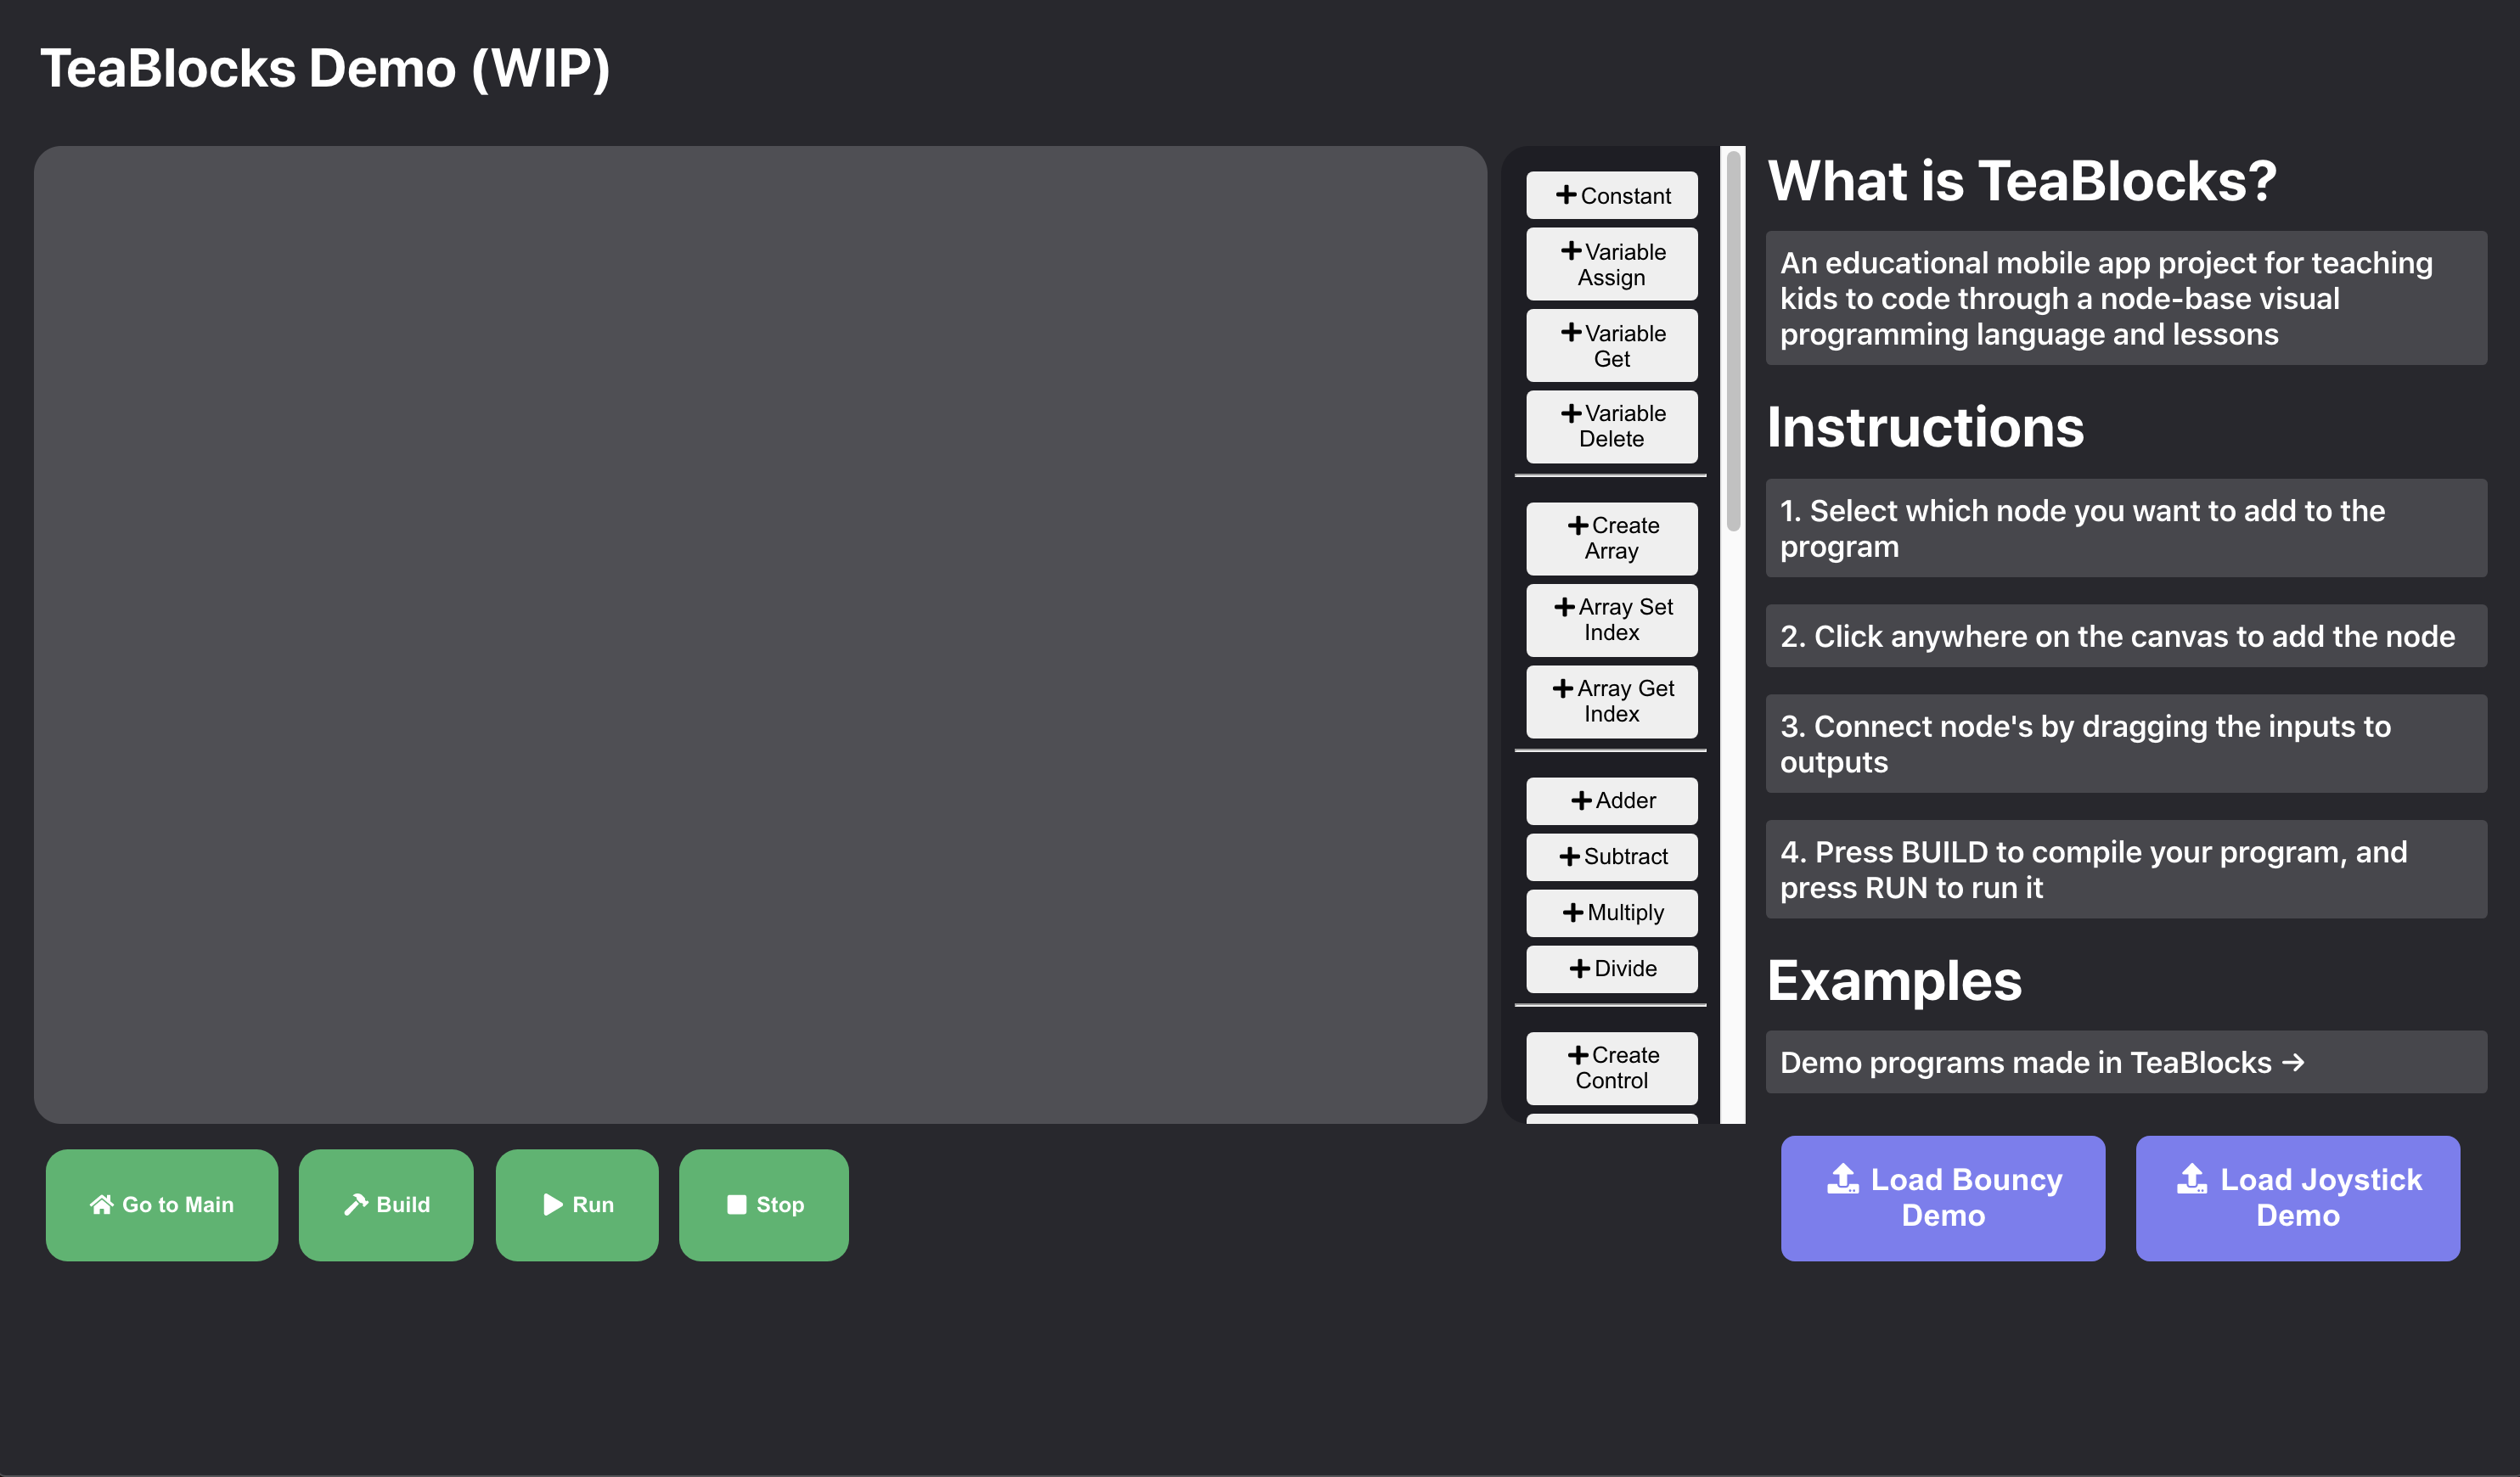 TeaBlocks Demo (WIP)
Constant
Variable
Assign
Variable
Get
Variable
Delete
Create
Array
Array Set
Index
Array Get
Index
Adder
Subtract
Multiply
Divide
Create
Control
What is TeaBlocks?
An educational mobile app project for teaching
kids to code through a node-base visual
programming language and lessons
Instructions
1. Select which node you want to add to the
program
2. Click anywhere on the canvas to add the node
3. Connect node's by dragging the inputs to
outputs
4. Press BUILD to compile your program, and
press RUN to run it
Examples
Demo programs made in TeaBlocks →
Go to Main
Build
Run
Stop
Load Bouncy
Demo
Load Joystick
Demo